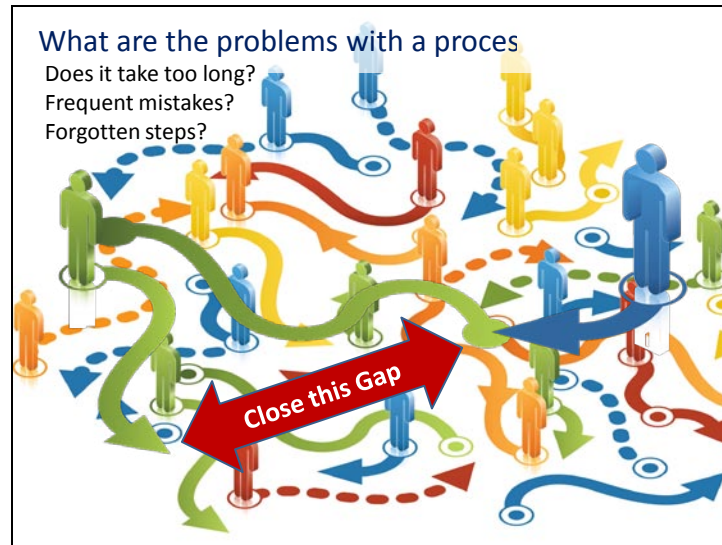 What are the problems with a proces
Does it take too long?
Frequent mistakes?
Forgotten steps?
Close this Gap